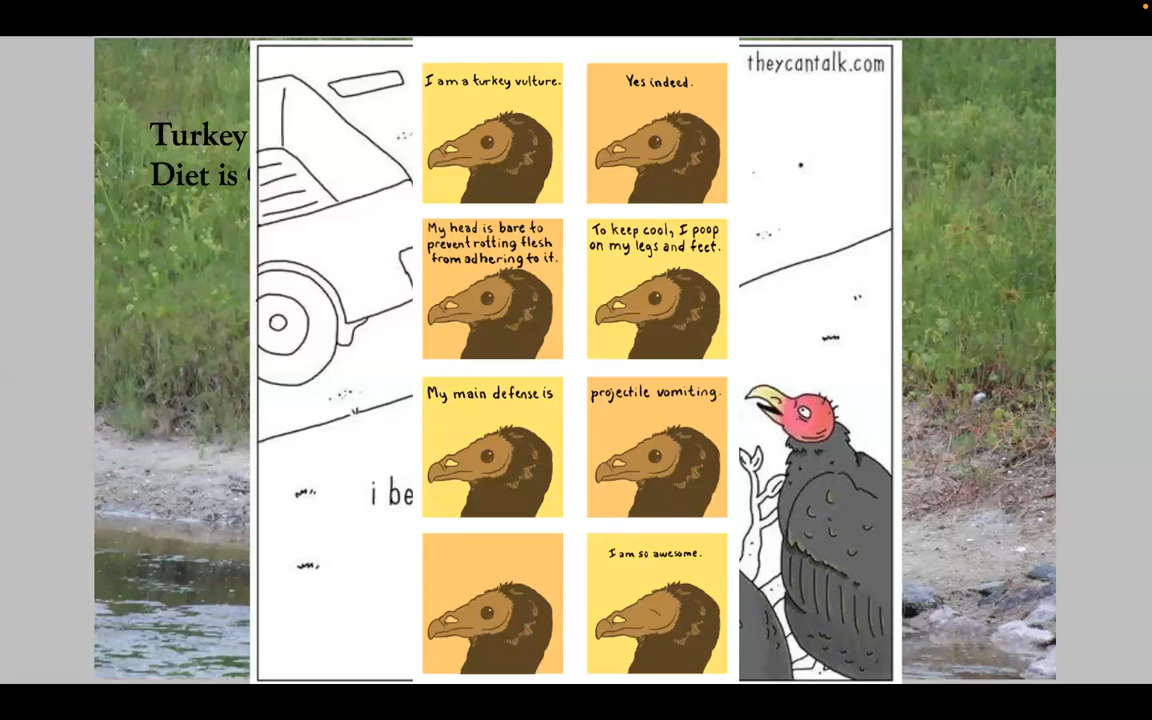 theycantalk.com
Turkey
Diet is
I am a turkey vulture.
Yes indeed.
My head is bare to
prevent rotting flesh
from adhering to it.
To keep cool, I poop
on my legs and feet.
My main defense is
projectile vomiting.
i be
I am so awesome.